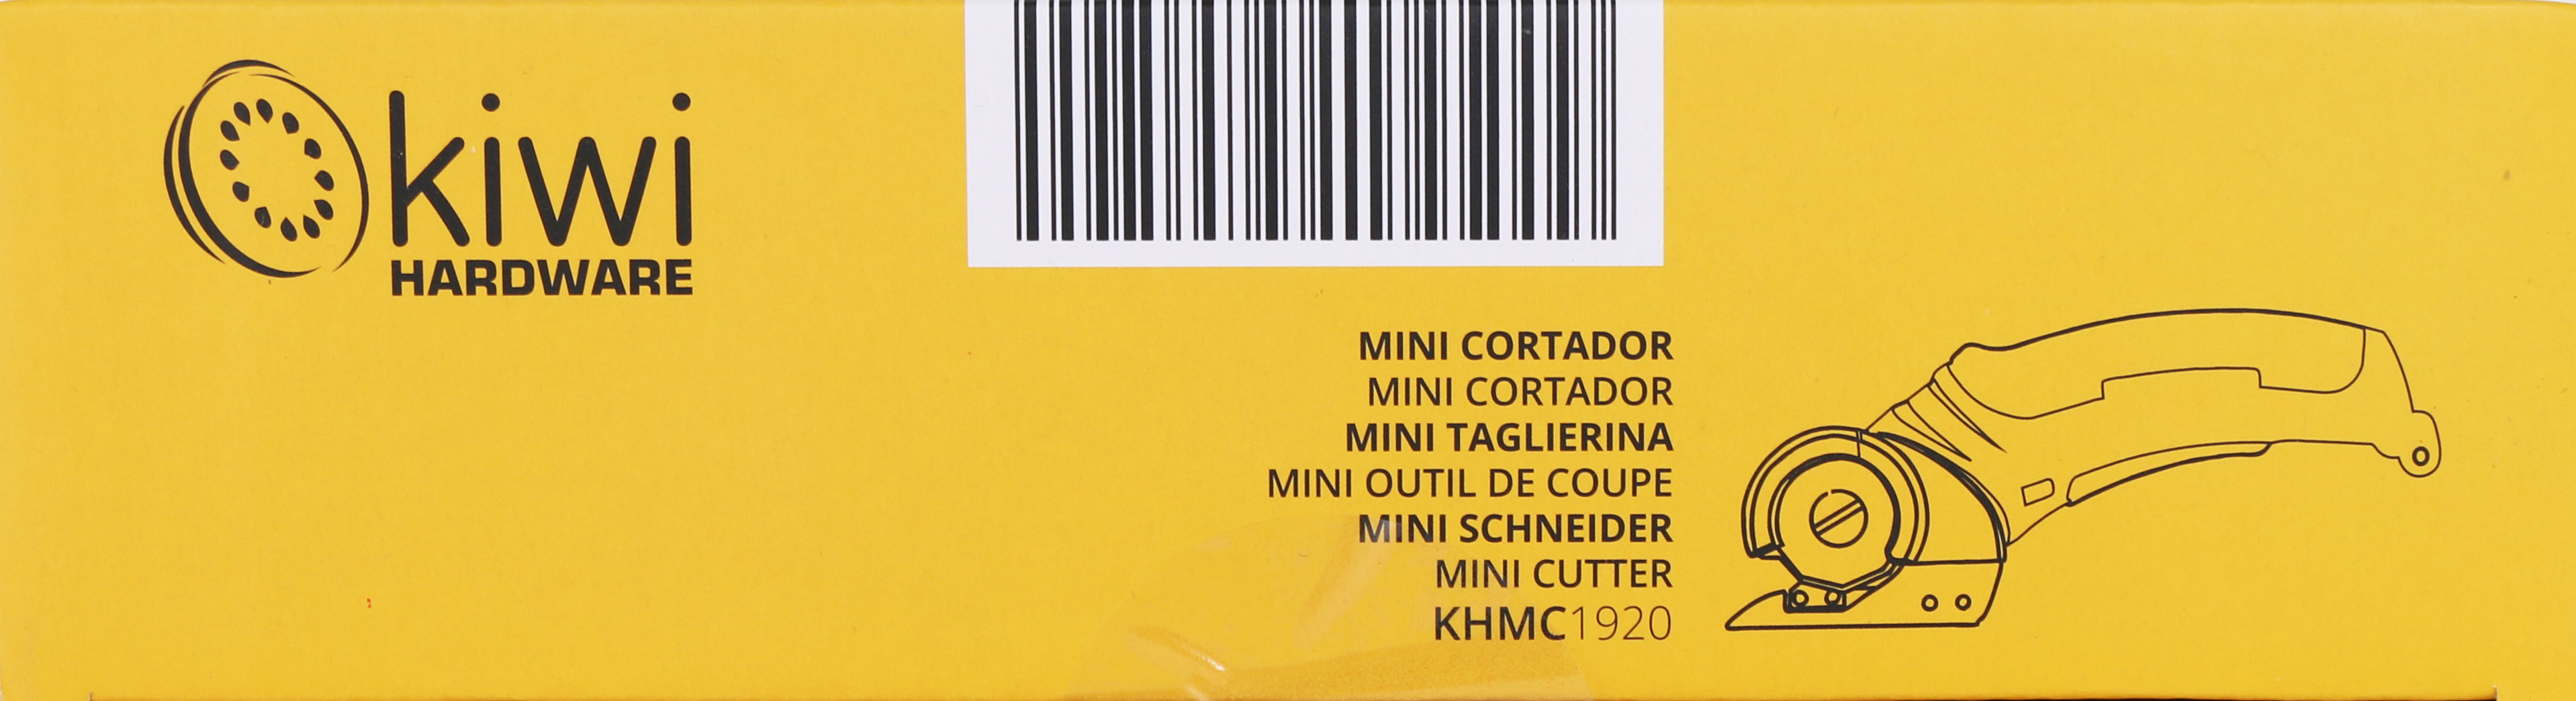 kiwi
HARDWARE
MINI CORTADOR
MINI CORTADOR
MINI TAGLIERINA
MINI OUTIL DE COUPE
MINI SCHNEIDER
MINI CUTTER
KHMC1920